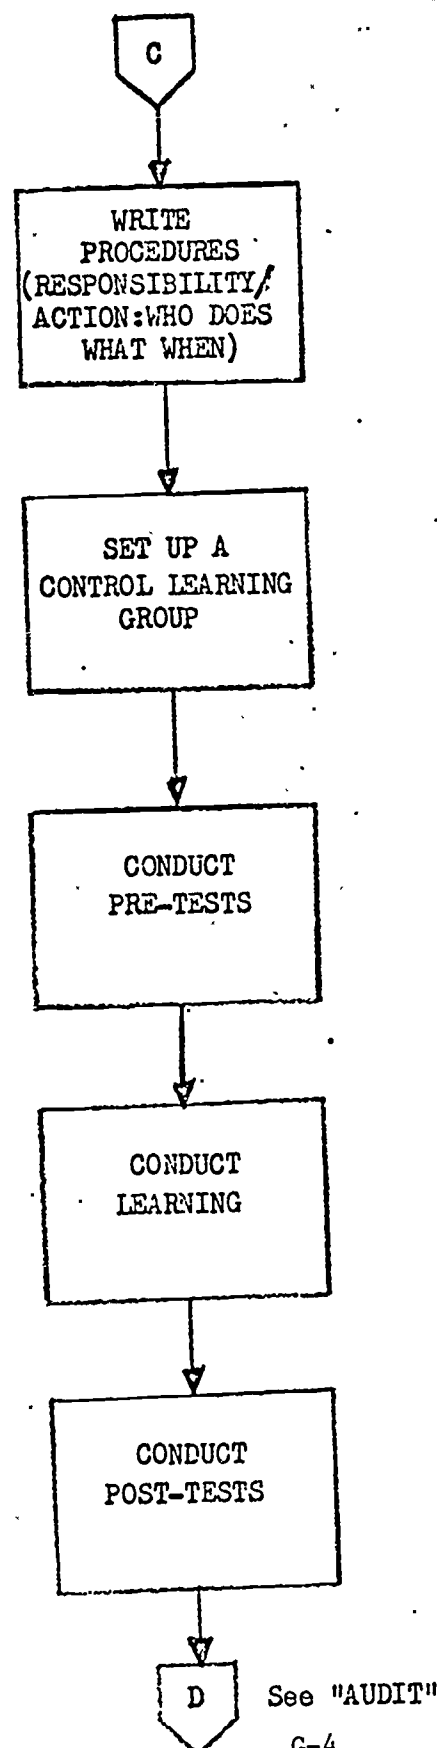 C
WRITE
PROCEDURES
(RESPONSIBILITY/
ACTION:WHO DOES
WHAT WHEN)
SET UP A
CONTROL LEARNING
GROUP
CONDUCT
PRE-TESTS
CONDUCT
LEARNING
CONDUCT
POST-TESTS
D See "AUDIT"
G-4